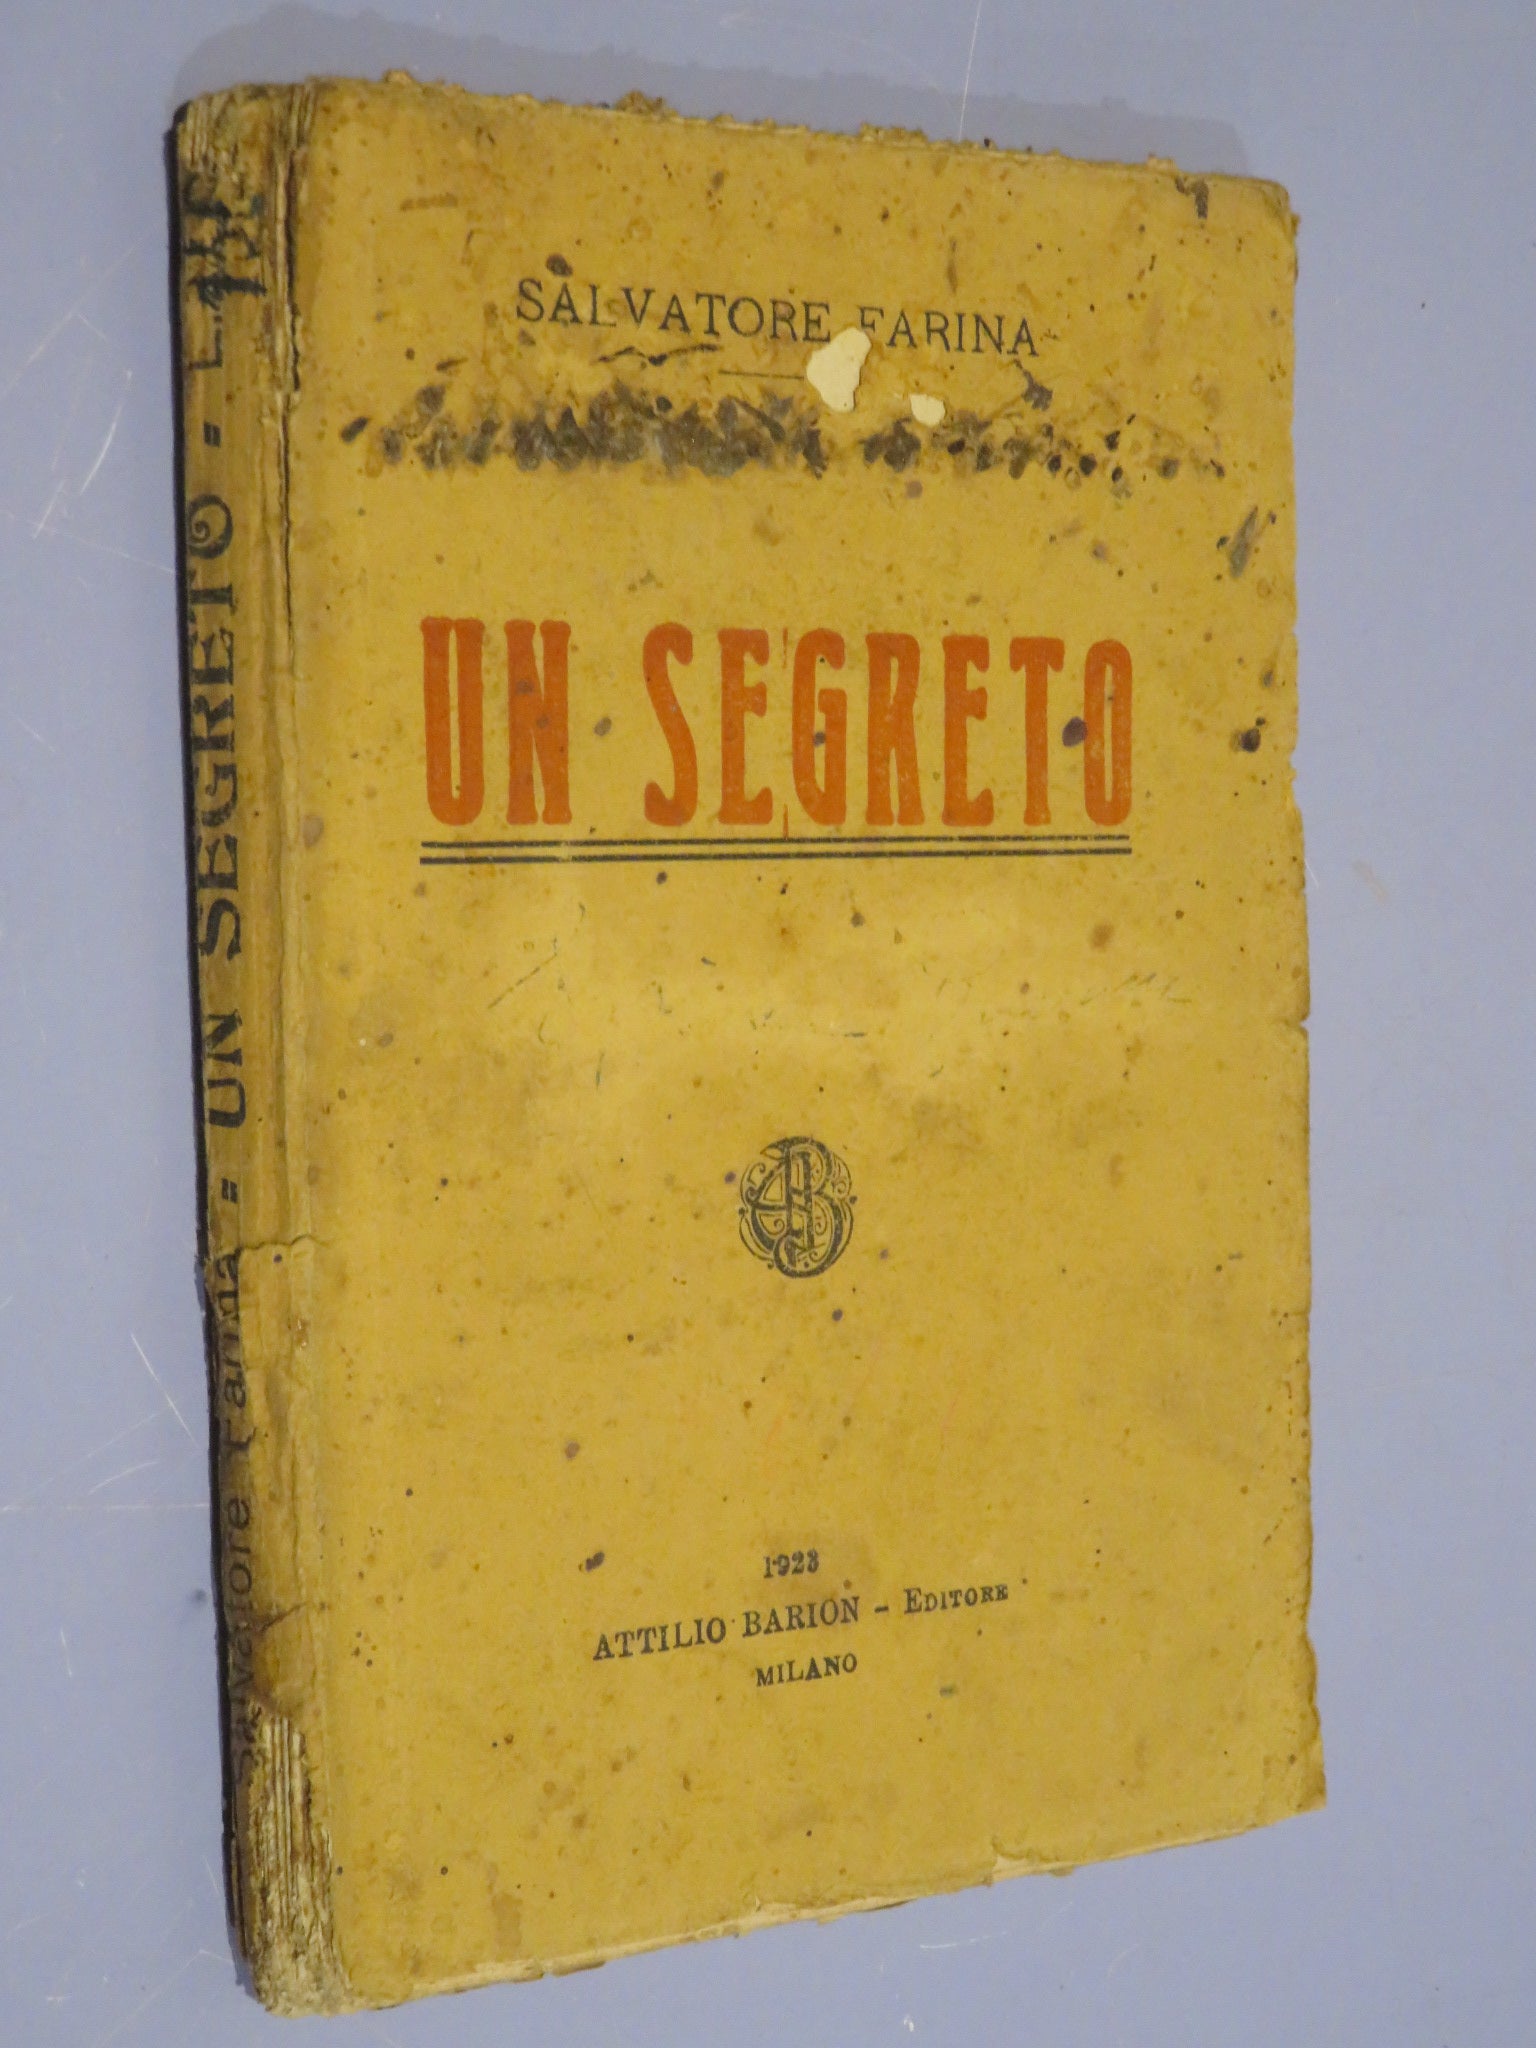 SALVATORE FARINA
UN SEGRETO
1923
ATTILIO BARION - EDITORE
MILANO
Salvatore Farina = UN SEGRETO =